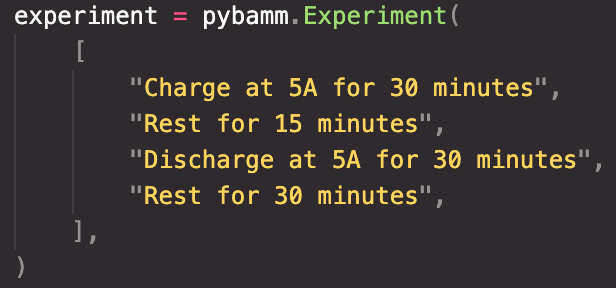 experiment = pybamm.Experiment(
    [
        "Charge at 5A for 30 minutes",
        "Rest for 15 minutes",
        "Discharge at 5A for 30 minutes",
        "Rest for 30 minutes",
    ],
)